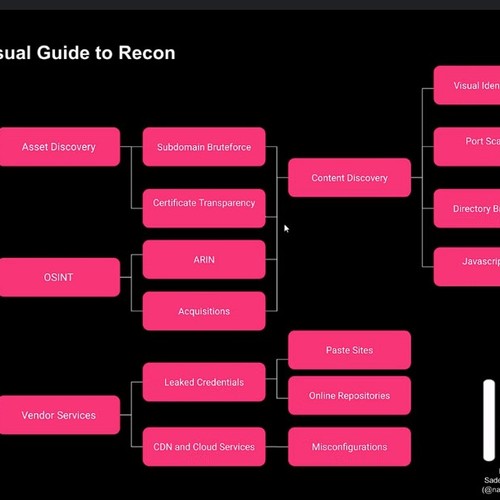 sual Guide to Recon
Asset Discovery
Subdomain Bruteforce
Certificate Transparency
OSINT
ARIN
Acquisitions
Content Discovery
Visual Iden
Port Sca
Directory B
Javascrip
Vendor Services
Leaked Credentials
Paste Sites
Online Repositories
CDN and Cloud Services
Misconfigurations
Sade
(@na